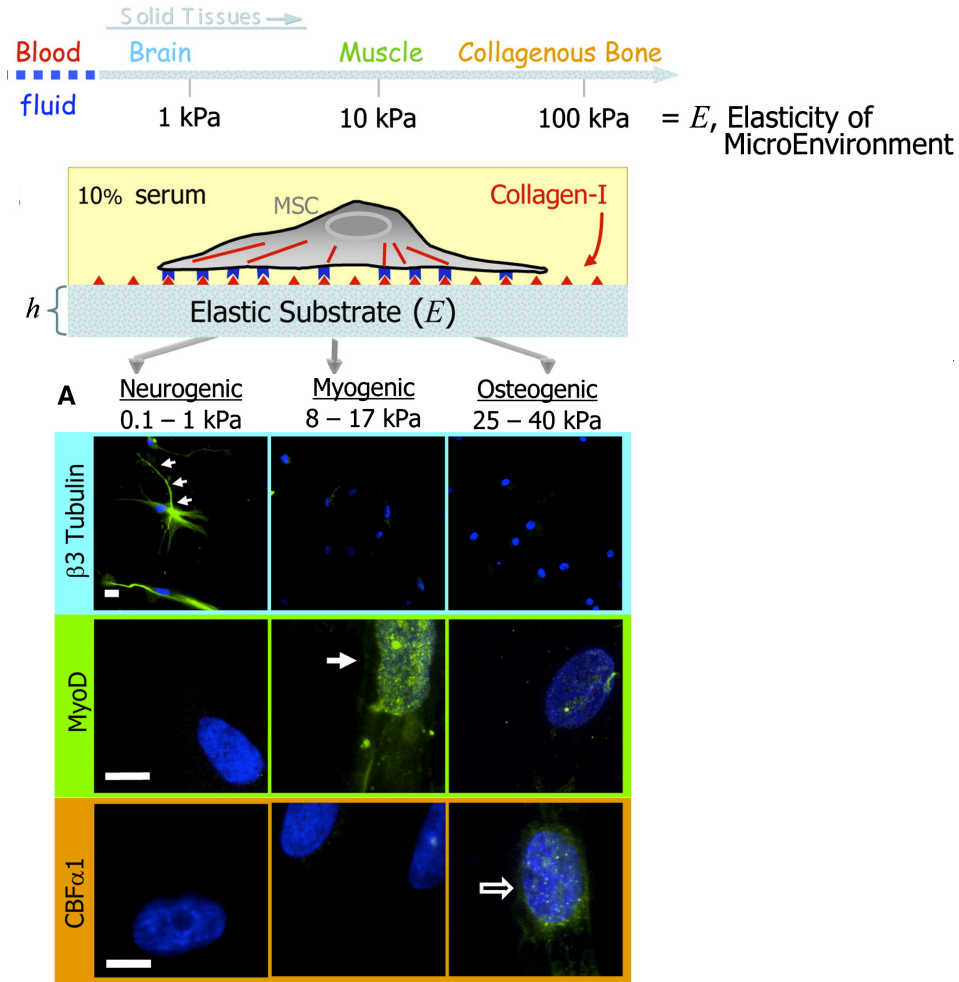 Solid Tissues
Blood Brain Muscle Collagenous Bone
fluid
1 kPa 10 kPa 100 kPa = E, Elasticity of
MicroEnvironment
10% serum MSC Collagen-I
h Elastic Substrate (E)
A Neurogenic Myogenic Osteogenic
0.1 – 1 kPa 8 – 17 kPa 25 – 40 kPa
β3 Tubulin
MyoD
CBFα1